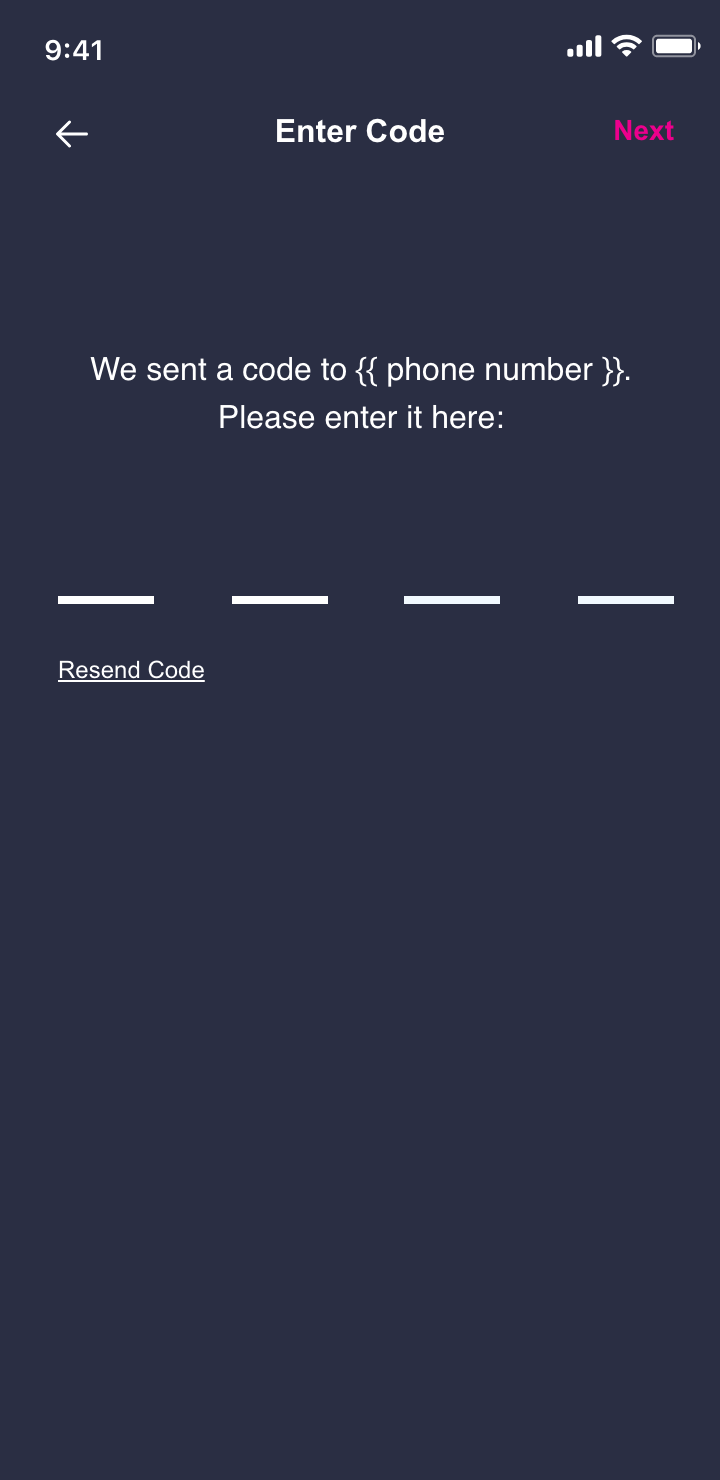 9:41
Enter Code
Next
We sent a code to {{ phone number }}.
Please enter it here:
Resend Code